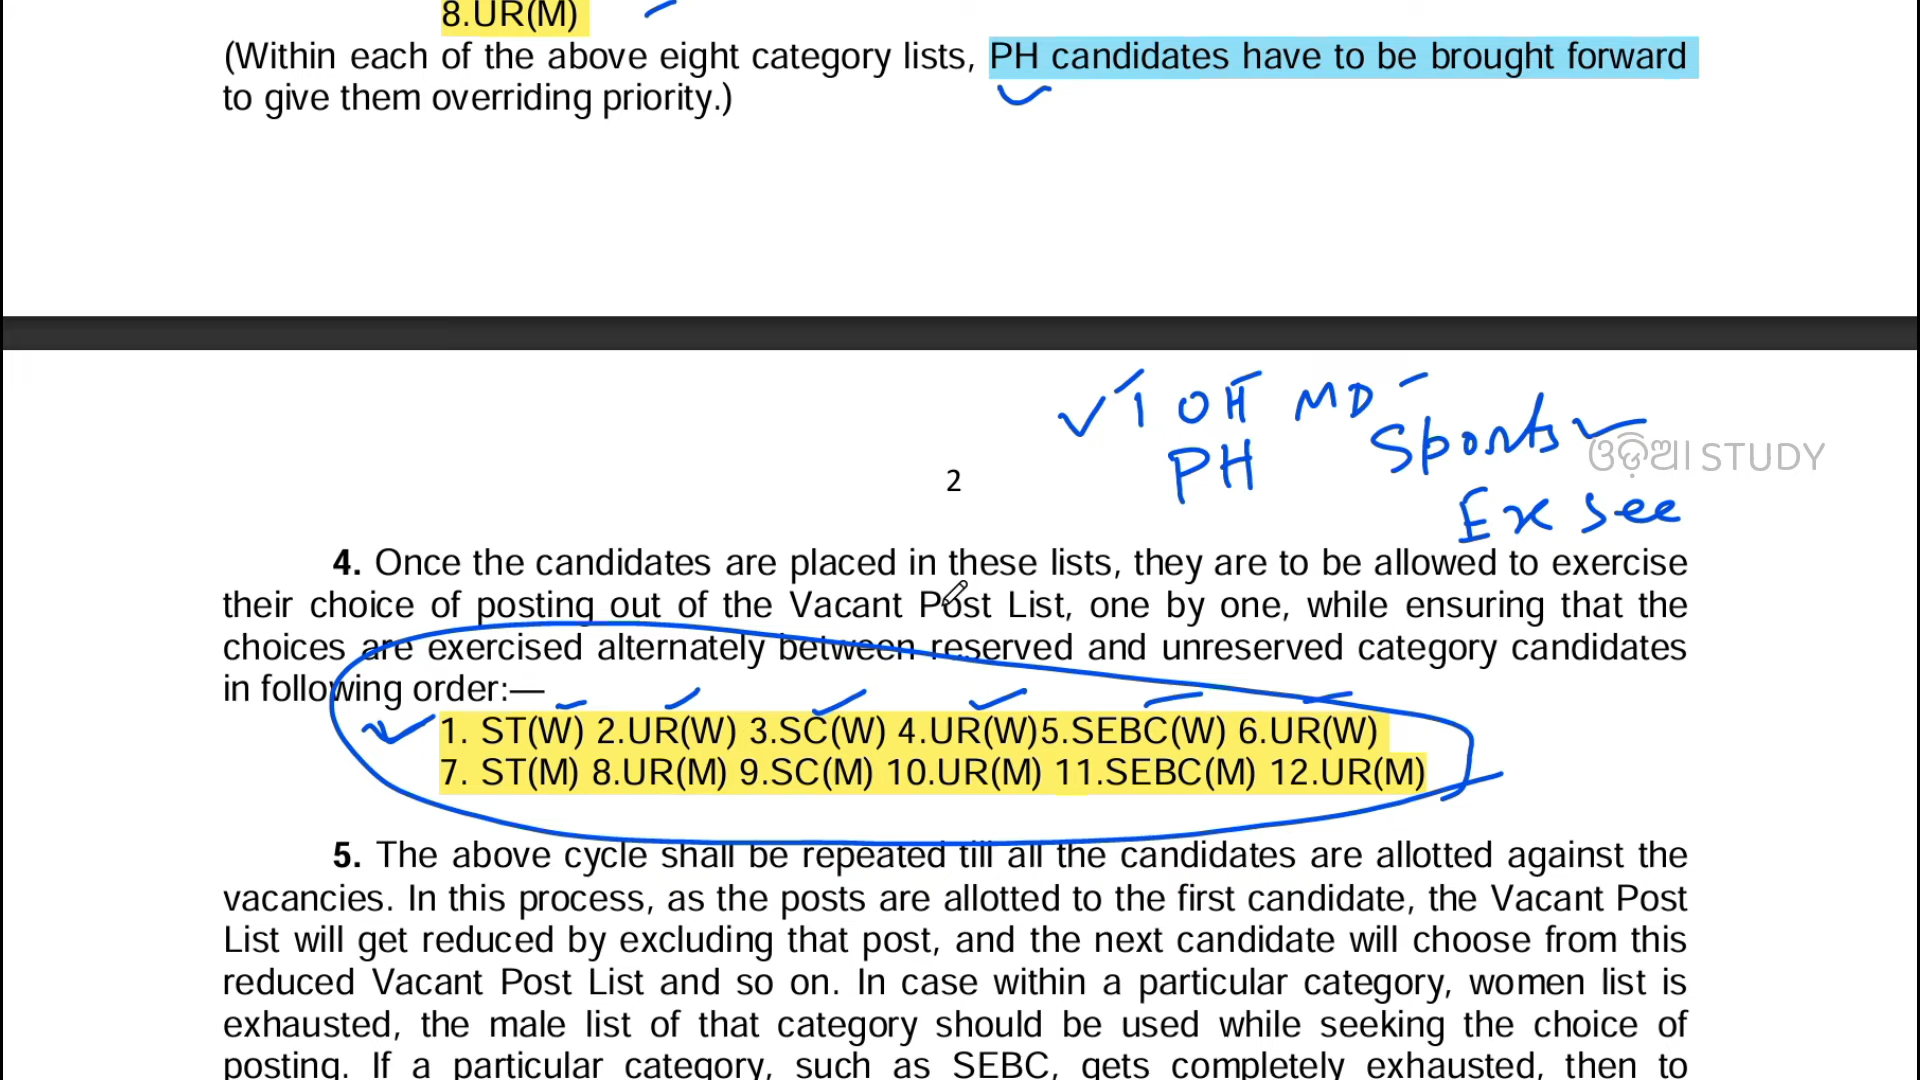 8.UR(M)
(Within each of the above eight category lists, PH candidates have to be brought forward
to give them overriding priority.)
1 OH MD
Sports
PH
ଓଡ଼ିଆ STUDY
2
Ex see
4. Once the candidates are placed in these lists, they are to be allowed to exercise
their choice of posting out of the Vacant Post List, one by one, while ensuring that the
choices are exercised alternately between reserved and unreserved category candidates
in following order:—
1. ST(W) 2.UR(W) 3.SC(W) 4.UR(W)5.SEBC(W) 6.UR(W)
7. ST(M) 8.UR(M) 9.SC(M) 10.UR(M) 11.SEBC(M) 12.UR(M)
5. The above cycle shall be repeated till all the candidates are allotted against the
vacancies. In this process, as the posts are allotted to the first candidate, the Vacant Post
List will get reduced by excluding that post, and the next candidate will choose from this
reduced Vacant Post List and so on. In case within a particular category, women list is
exhausted, the male list of that category should be used while seeking the choice of
posting. If a particular category, such as SEBC, gets completely exhausted, then to